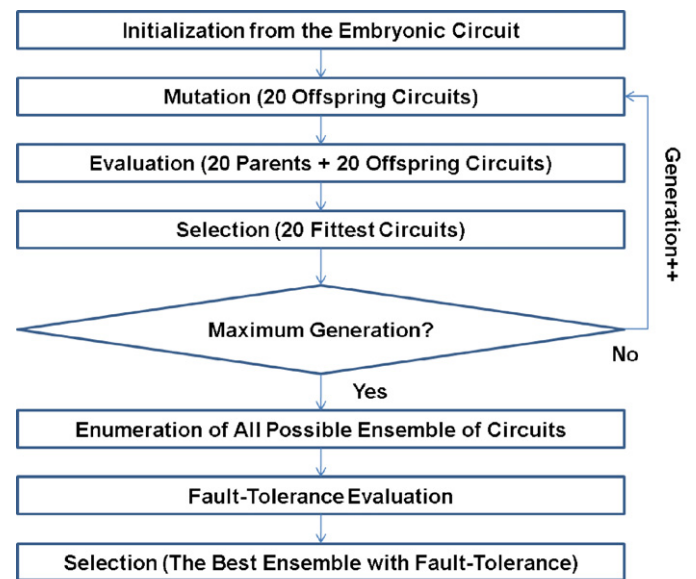 Initialization from the Embryonic Circuit
Mutation (20 Offspring Circuits)
Evaluation (20 Parents + 20 Offspring Circuits)
Selection (20 Fittest Circuits)
Generation++
Maximum Generation?
No
Yes
Enumeration of All Possible Ensemble of Circuits
Fault-Tolerance Evaluation
Selection (The Best Ensemble with Fault-Tolerance)